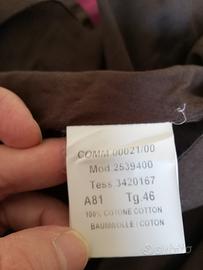 COMM 00021/00
Mod.2539400
Tess.3420167
A81 Tg.46
100% COTONE COTTON
BAUMWOLLE / COTON